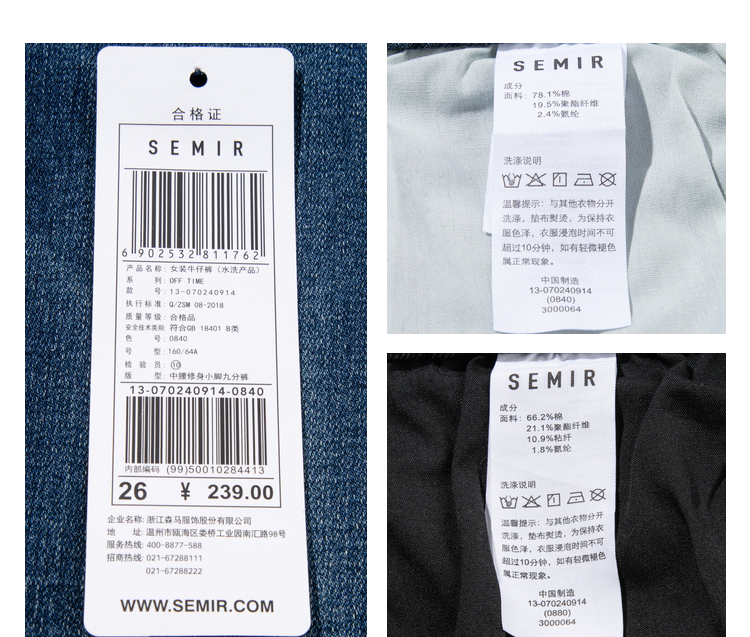 合格证
SEMIR
6 902532 811762
产品名称: 女装牛仔裤（水洗产品）
系 列: OFF TIME
款 号: 13-070240914
执行标准: Q/ZSM 08-2018
质量等级: 合格品
安全技术类别: 符合GB 18401 B类
色 号: 0840
号 型: 160/64A
检 验 员: ⑩
版 型: 中腰修身小脚九分裤
13-070240914-0840
内部编码 (99)50010284413
26 ¥ 239.00
企业名称: 浙江森马服饰股份有限公司
地 址: 温州市瓯海区娄桥工业园南汇路98号
服务热线: 400-8877-588
招商热线: 021-67288111
021-67288222
WWW.SEMIR.COM
SEMIR
成分
面料: 78.1%棉
19.5%聚酯纤维
2.4%氨纶
洗涤说明
温馨提示: 与其他衣物分开
洗涤, 垫布熨烫, 为保持衣
服色泽, 衣服浸泡时间不可
超过10分钟, 如有轻微褪色
属正常现象。
中国制造
13-070240914
(0840)
3000064
SEMIR
成分
面料: 66.2%棉
21.1%聚酯纤维
10.9%粘纤
1.8%氨纶
洗涤说明
温馨提示: 与其他衣物分开
洗涤, 垫布熨烫, 为保持衣
服色泽, 衣服浸泡时间不可
超过10分钟, 如有轻微褪色
属正常现象。
中国制造
13-070240914
(0880)
3000064